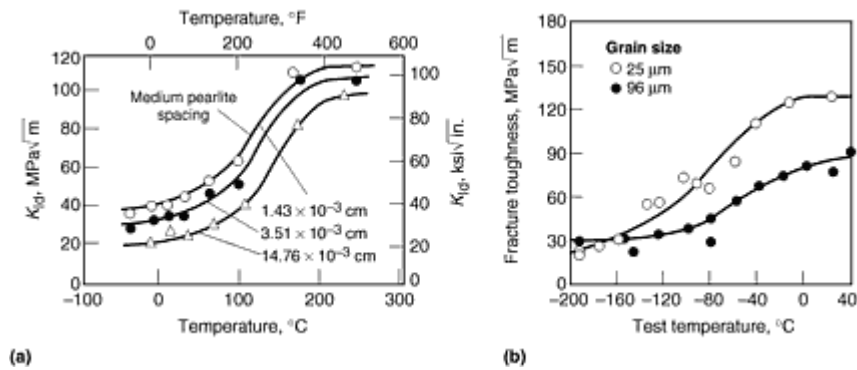 Temperature, °F
0 200 400 600
120
100
80
60
40
20
0
K_Id, MPa√m
Medium pearlite
spacing
1.43 × 10⁻³ cm
3.51 × 10⁻³ cm
14.76 × 10⁻³ cm
100
80
60
40
20
0
K_Id, ksi√in.
−100 0 100 200 300
Temperature, °C
(a)
180
150
120
90
60
30
0
Fracture toughness, MPa√m
Grain size
25 μm
96 μm
−200 −160 −120 −80 −40 0 40
Test temperature, °C
(b)